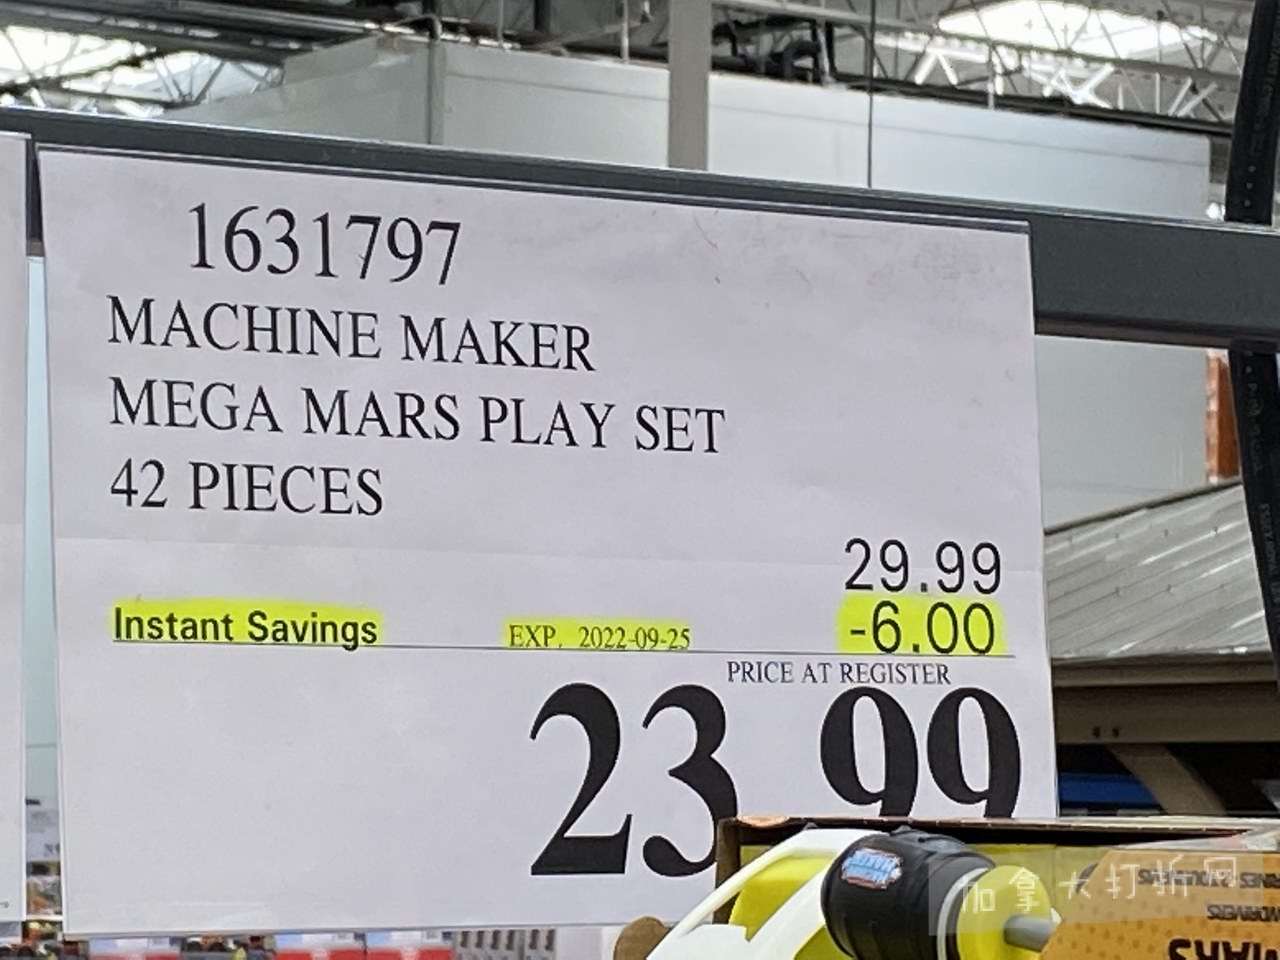 1631797
MACHINE MAKER
MEGA MARS PLAY SET
42 PIECES
29.99
Instant Savings EXP. 2022-09-25 -6.00
PRICE AT REGISTER
23.99
加拿大打折网
MARS